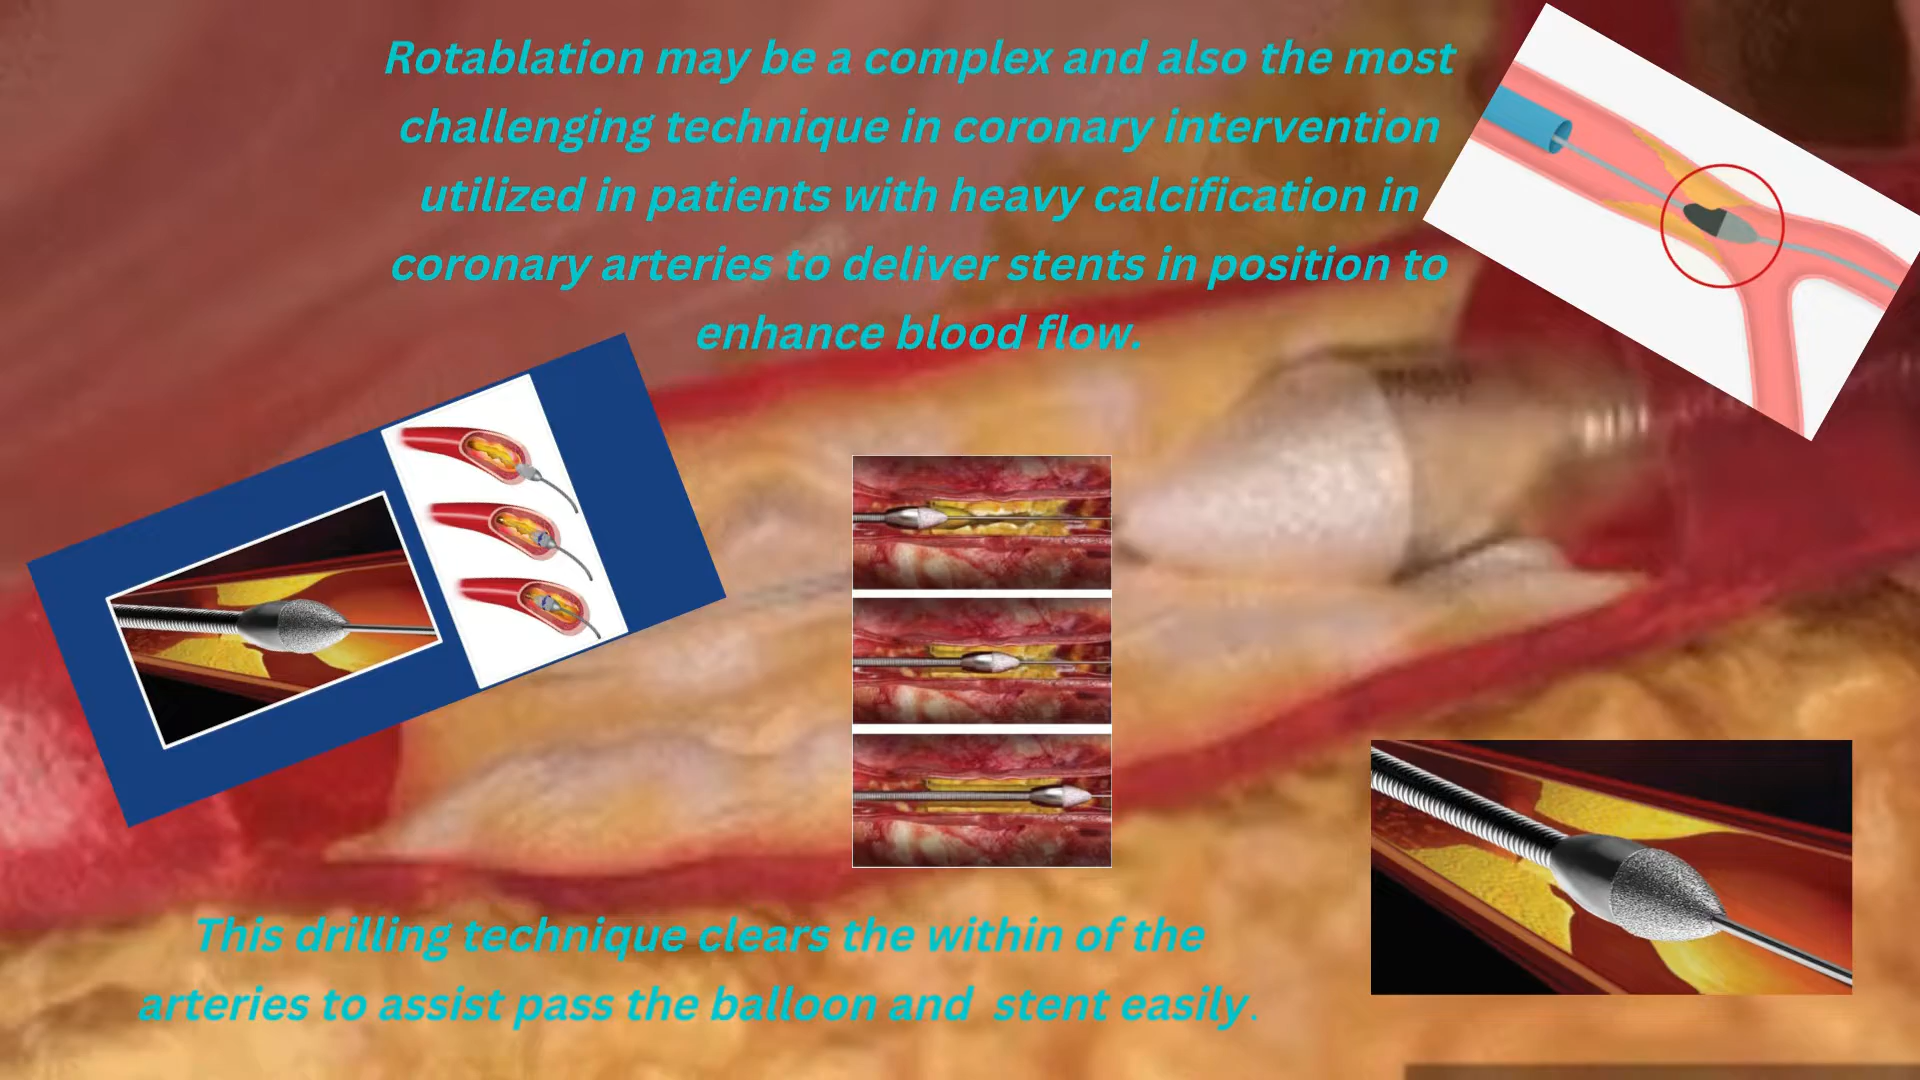 Rotablation may be a complex and also the most
challenging technique in coronary intervention
utilized in patients with heavy calcification in
coronary arteries to deliver stents in position to
enhance blood flow.
This drilling technique clears the within of the
arteries to assist pass the balloon and  stent easily.